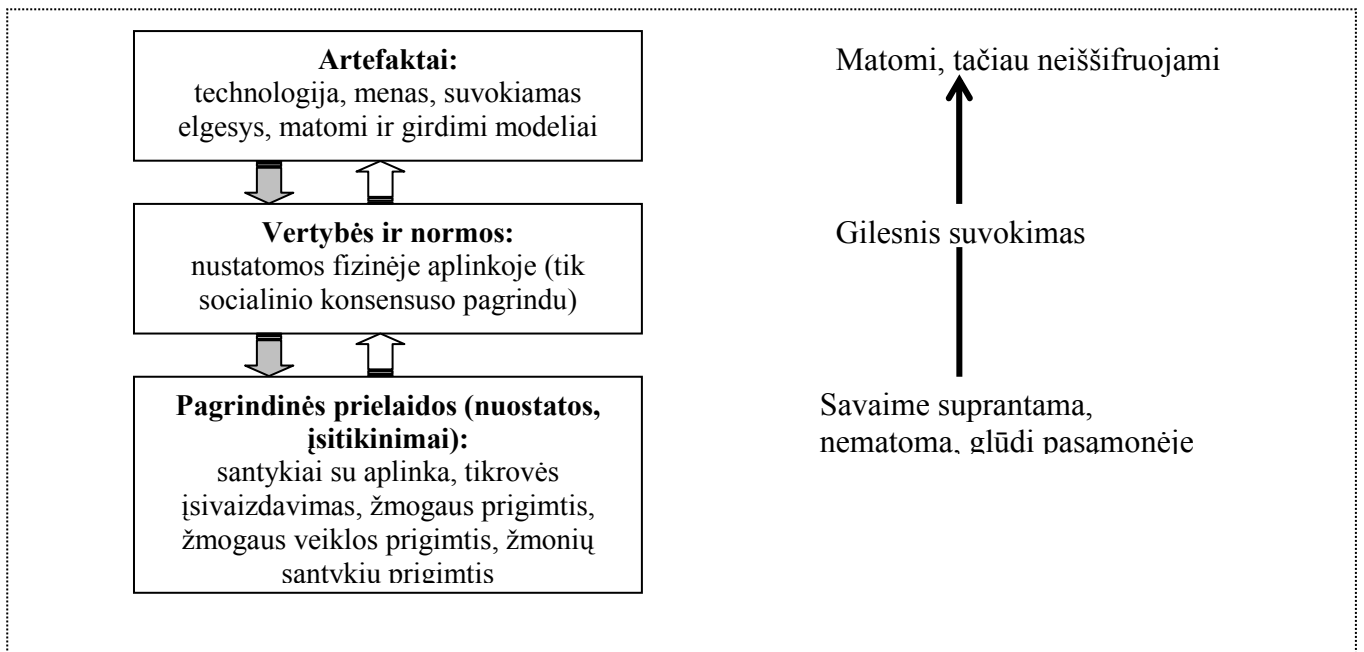 Artefaktai:
technologija, menas, suvokiamas
elgesys, matomi ir girdimi modeliai
Matomi, tačiau neiššifruojami
Vertybės ir normos:
nustatomos fizinėje aplinkoje (tik
socialinio konsensuso pagrindu)
Gilesnis suvokimas
Pagrindinės prielaidos (nuostatos,
įsitikinimai):
santykiai su aplinka, tikrovės
įsivaizdavimas, žmogaus prigimtis,
žmogaus veiklos prigimtis, žmonių
santykių prigimtis
Savaime suprantama,
nematoma, glūdi pasamonėje